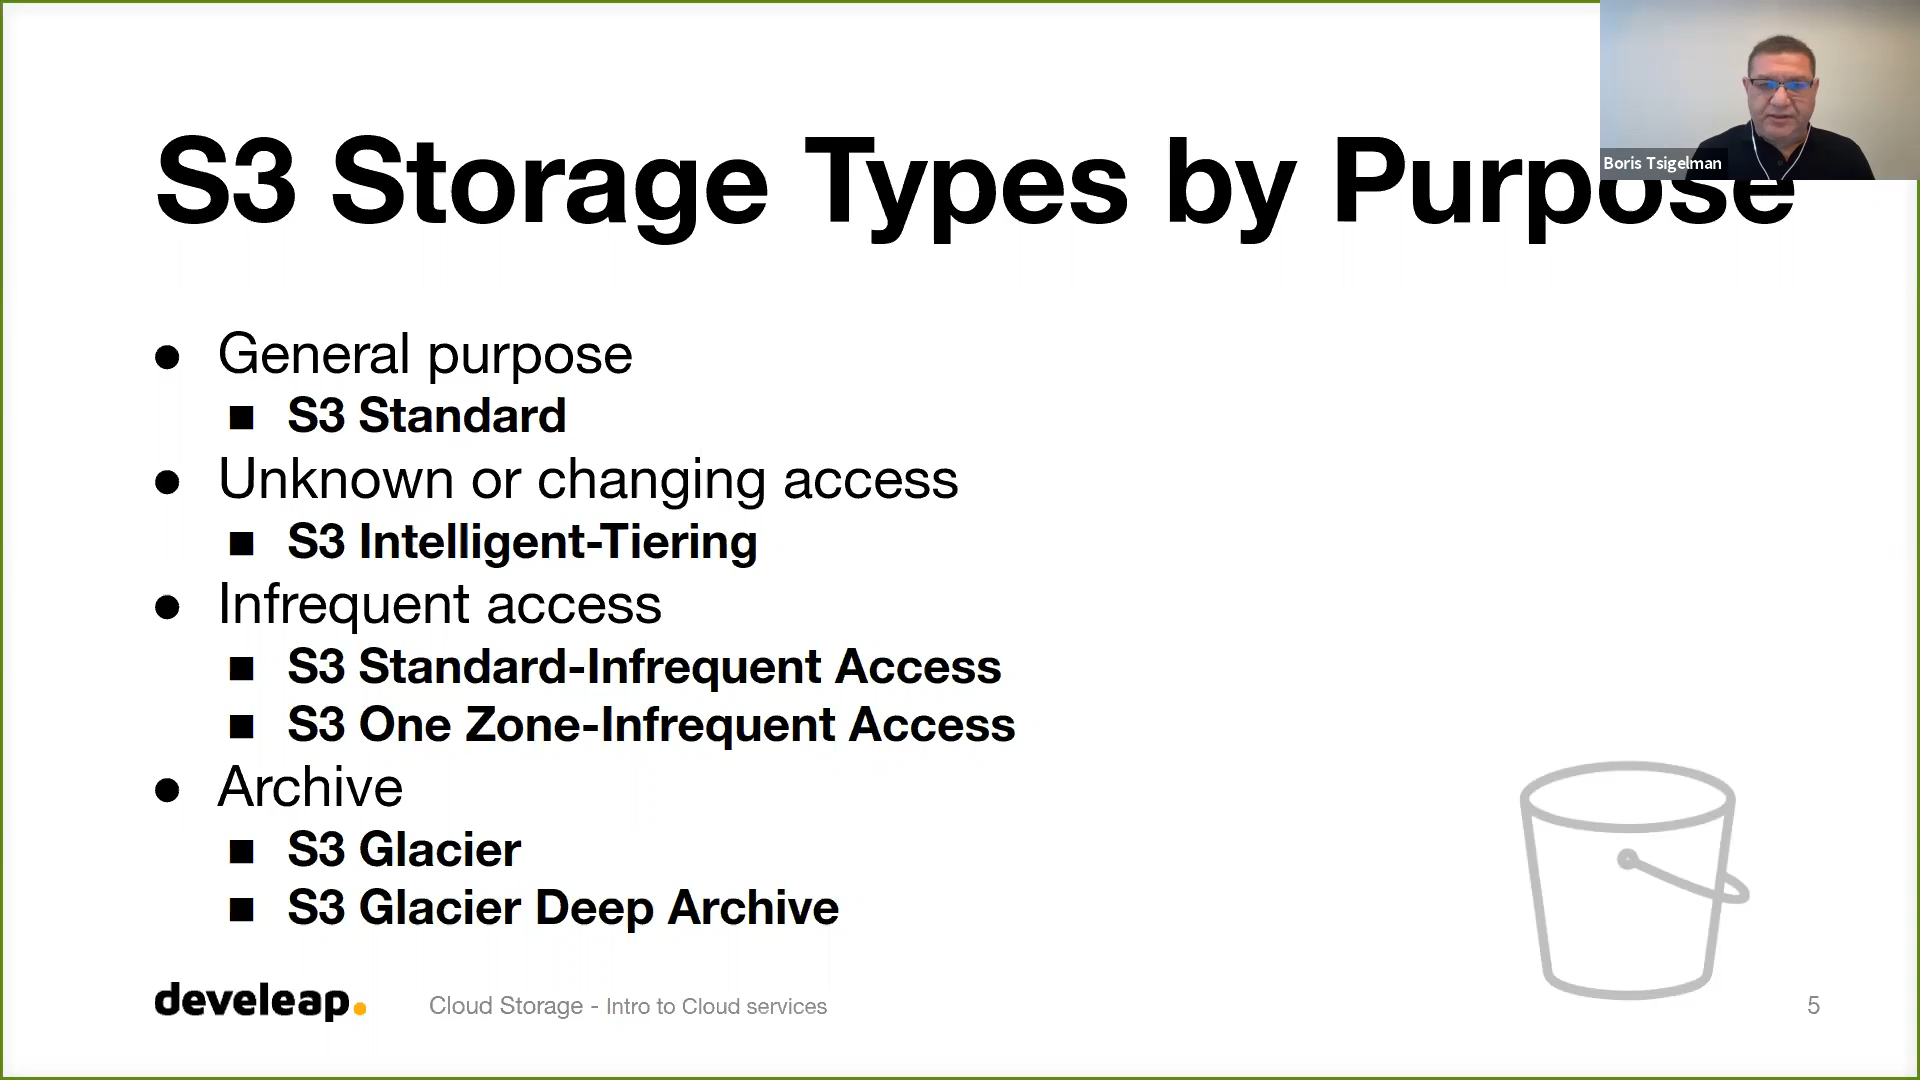 Boris Tsigelman
S3 Storage Types by Purpose
● General purpose
■ S3 Standard
● Unknown or changing access
■ S3 Intelligent-Tiering
● Infrequent access
■ S3 Standard-Infrequent Access
■ S3 One Zone-Infrequent Access
● Archive
■ S3 Glacier
■ S3 Glacier Deep Archive
develeap.
Cloud Storage - Intro to Cloud services
5